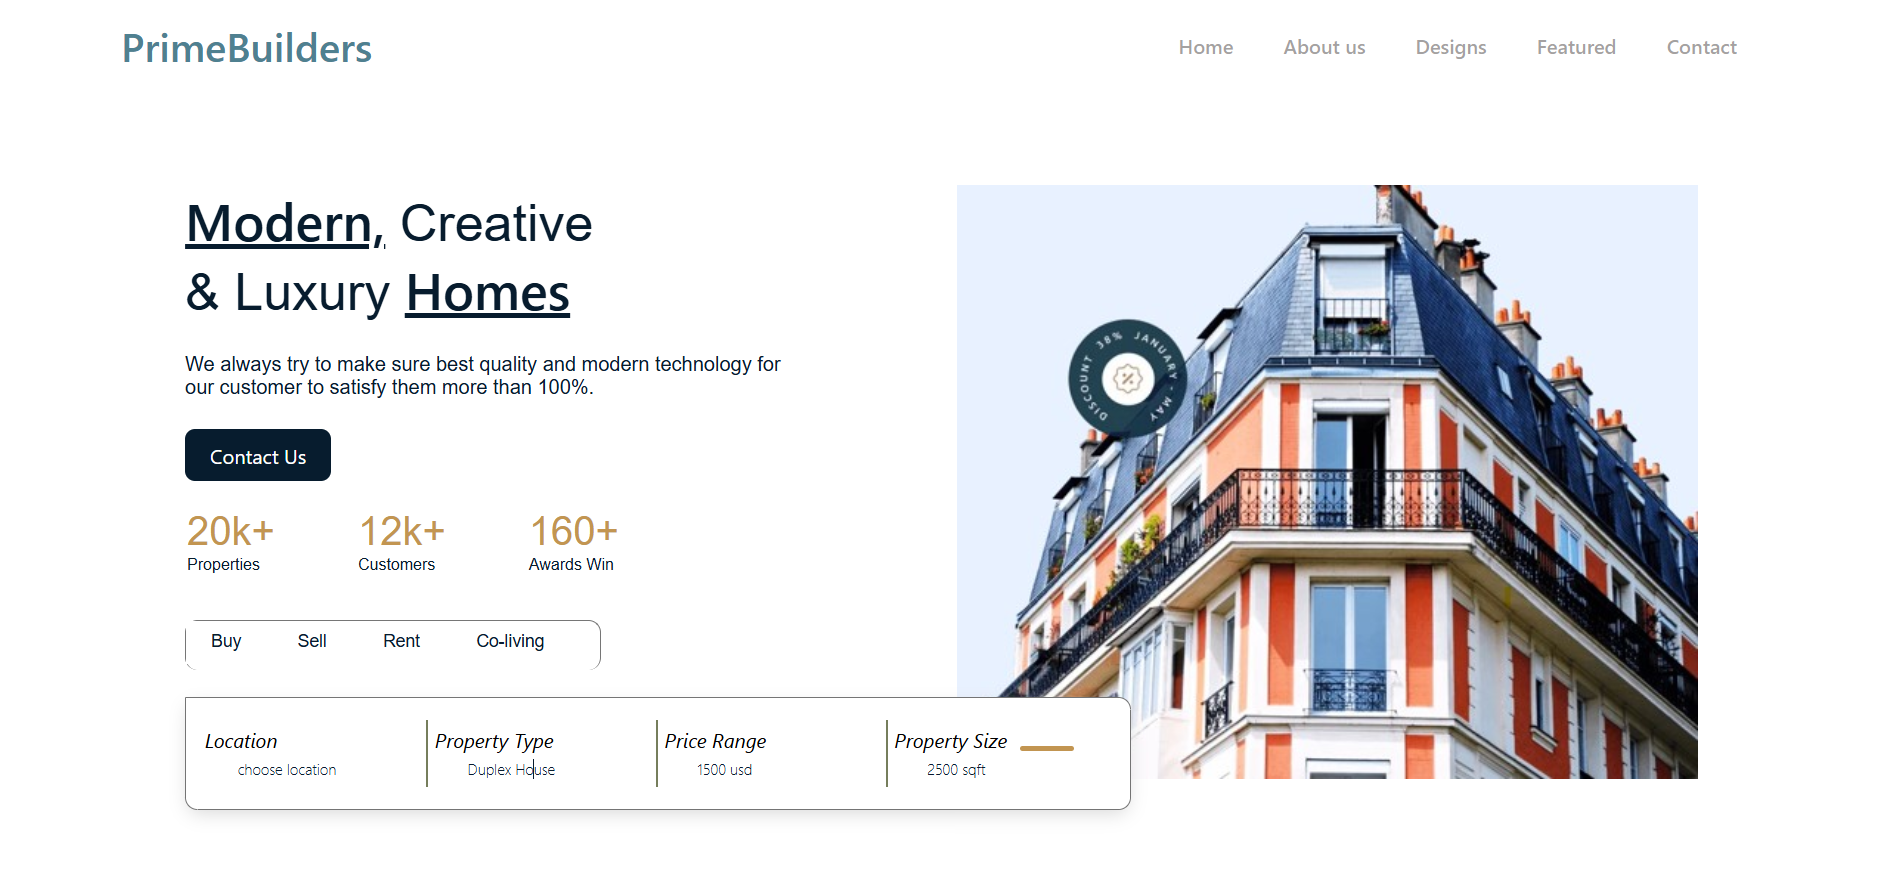 PrimeBuilders
Home About us Designs Featured Contact
Modern, Creative
& Luxury Homes
We always try to make sure best quality and modern technology for
our customer to satisfy them more than 100%.
Contact Us
20k+ 12k+ 160+
Properties Customers Awards Win
DISCOUNT 38% JANUARY - MAY
Buy Sell Rent Co-living
Location Property Type Price Range Property Size
choose location Duplex House 1500 usd 2500 sqft